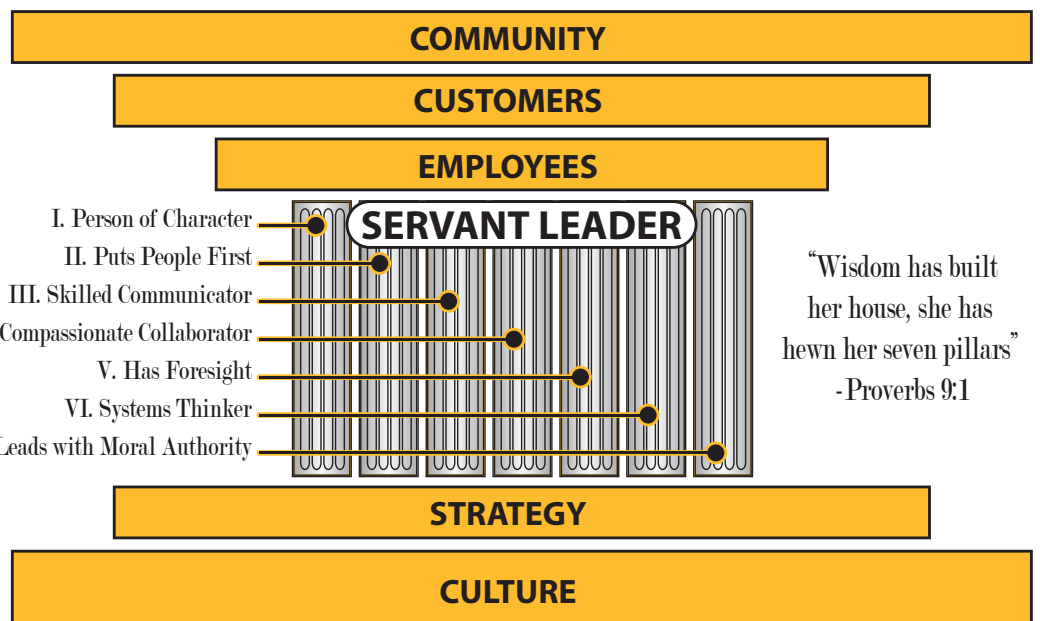 COMMUNITY
CUSTOMERS
EMPLOYEES
SERVANT LEADER
I. Person of Character
II. Puts People First
III. Skilled Communicator
Compassionate Collaborator
V. Has Foresight
VI. Systems Thinker
Leads with Moral Authority
“Wisdom has built
her house, she has
hewn her seven pillars”
-Proverbs 9:1
STRATEGY
CULTURE